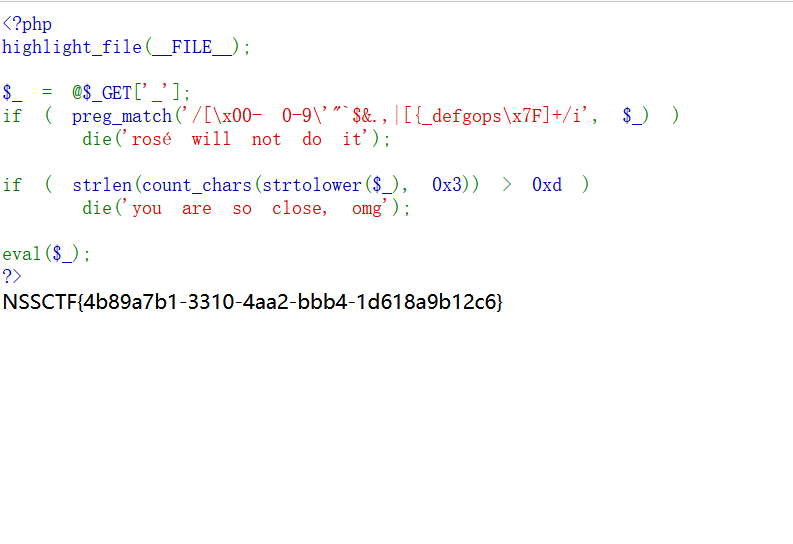 <?php
highlight_file(__FILE__);
$_ = @$_GET['_'];
if ( preg_match('/[\x00- 0-9\'"`$&.,|[{_defgops\x7F]+/i', $_) )
die('rosé will not do it');
if ( strlen(count_chars(strtolower($_), 0x3)) > 0xd )
die('you are so close, omg');
eval($_);
?>
NSSCTF{4b89a7b1-3310-4aa2-bbb4-1d618a9b12c6}